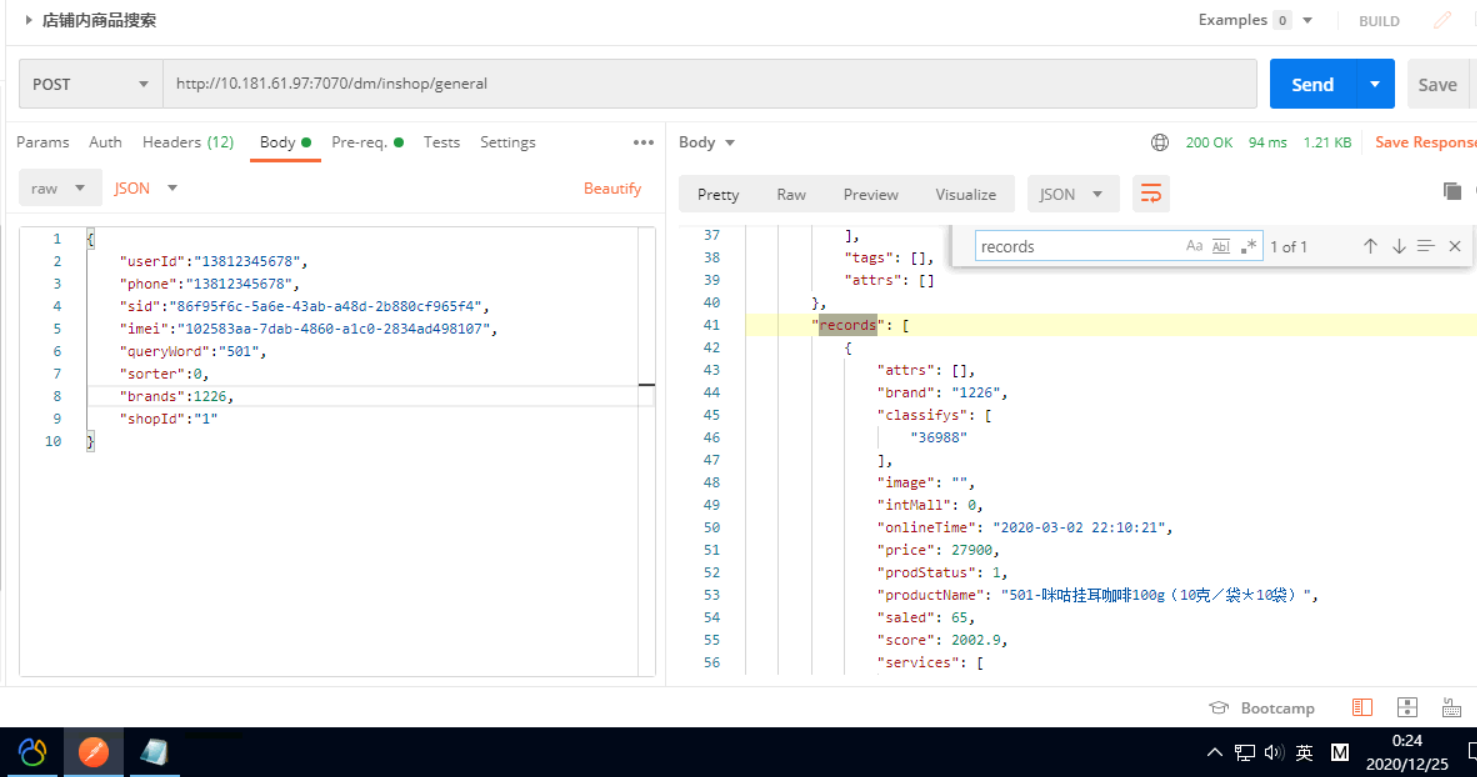 店铺内商品搜索
Examples 0 BUILD
POST http://10.181.61.97:7070/dm/inshop/general Send Save
Params Auth Headers (12) Body Pre-req. Tests Settings
raw JSON Beautify
1 {
2 "userId":"13812345678",
3 "phone":"13812345678",
4 "sid":"86f95f6c-5a6e-43ab-a48d-2b880cf965f4",
5 "imei":"102583aa-7dab-4860-a1c0-2834ad498107",
6 "queryWord":"501",
7 "sorter":0,
8 "brands":1226,
9 "shopId":"1"
10 }
Body 200 OK 94 ms 1.21 KB Save Response
Pretty Raw Preview Visualize JSON
records Aa Abl .* 1 of 1
37 ],
38 "tags": [],
39 "attrs": []
40 },
41 "records": [
42 {
43 "attrs": [],
44 "brand": "1226",
45 "classifys": [
46 "36988"
47 ],
48 "image": "",
49 "intMall": 0,
50 "onlineTime": "2020-03-02 22:10:21",
51 "price": 27900,
52 "prodStatus": 1,
53 "productName": "501-咪咕挂耳咖啡100g（10克／袋＊10袋）",
54 "saled": 65,
55 "score": 2002.9,
56 "services": [
Bootcamp
英 M 0:24
2020/12/25